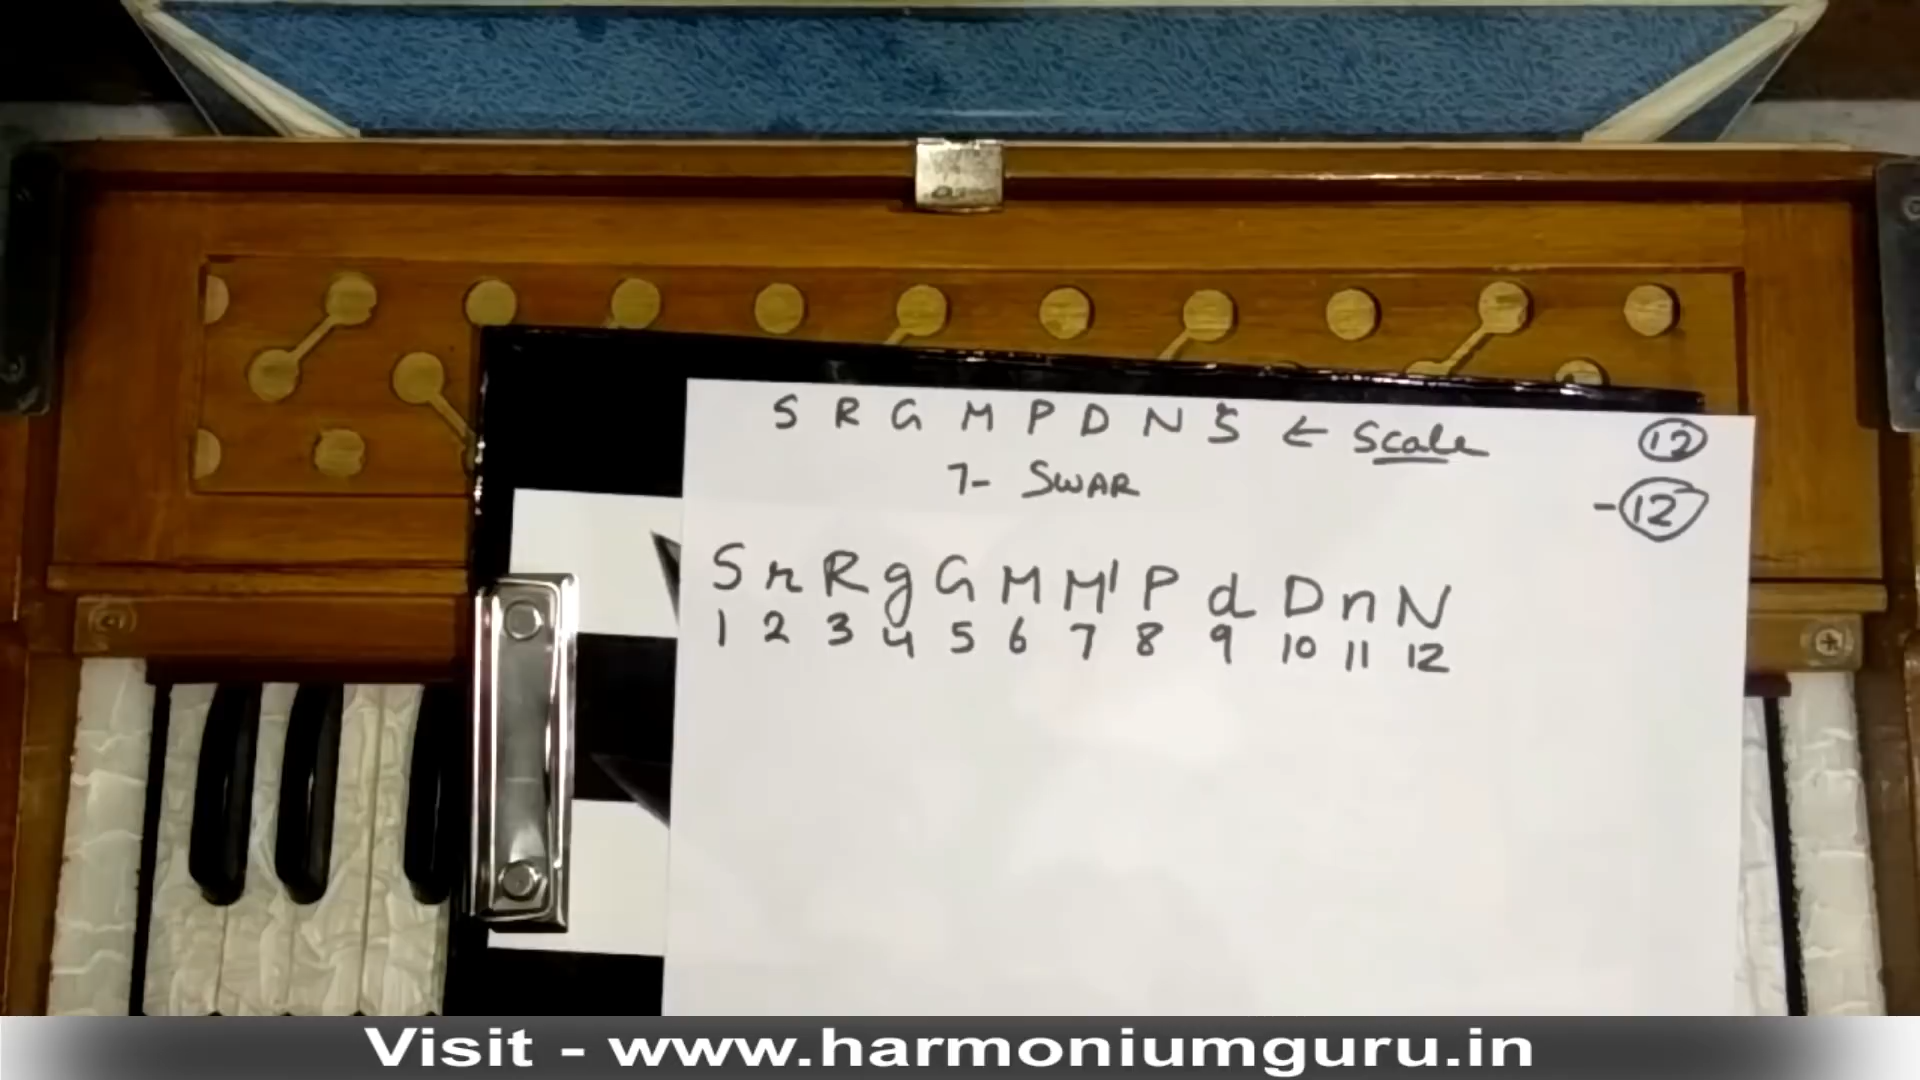 S R G M P D N Ṡ ← Scale 12
7- SWAR -12
S r R g G M M' P d D n N
1 2 3 4 5 6 7 8 9 10 11 12
Visit - www.harmoniumguru.in